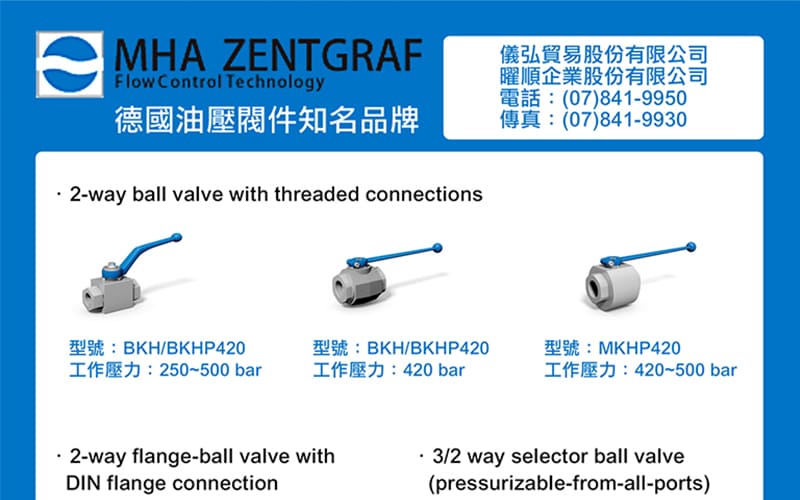 MHA ZENTGRAF
FlowControl Technology
德國油壓閥件知名品牌
儀弘貿易股份有限公司
曜順企業股份有限公司
電話：(07)841-9950
傳真：(07)841-9930
· 2-way ball valve with threaded connections
型號：BKH/BKHP420
工作壓力：250~500 bar
型號：BKH/BKHP420
工作壓力：420 bar
型號：MKHP420
工作壓力：420~500 bar
· 2-way flange-ball valve with
DIN flange connection
· 3/2 way selector ball valve
(pressurizable-from-all-ports)